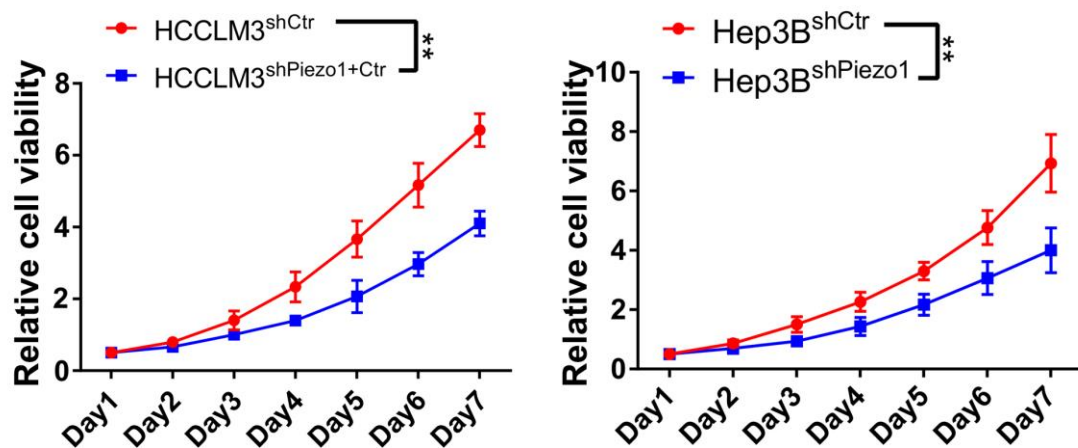 HCCLM3shCtr
HCCLM3shPiezo1+Ctr
**
Relative cell viability
8
6
4
2
0
Day1 Day2 Day3 Day4 Day5 Day6 Day7
Hep3BshCtr
Hep3BshPiezo1
**
Relative cell viability
10
8
6
4
2
0
Day1 Day2 Day3 Day4 Day5 Day6 Day7